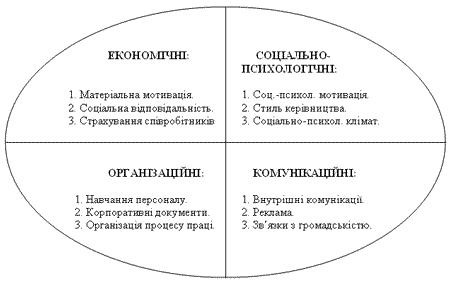 ЕКОНОМІЧНІ:
1. Матеріальна мотивація.
2. Соціальна відповідальність.
3. Страхування співробітників
СОЦІАЛЬНО-
ПСИХОЛОГІЧНІ:
1. Соц.-психол. мотивація.
2. Стиль керівництва.
3. Соціально-психол. клімат.
ОРГАНІЗАЦІЙНІ:
1. Навчання персоналу.
2. Корпоративні документи.
3. Організація процесу праці.
КОМУНІКАЦІЙНІ:
1. Внутрішні комунікації.
2. Реклама.
3. Зв’язки з громадськістю.